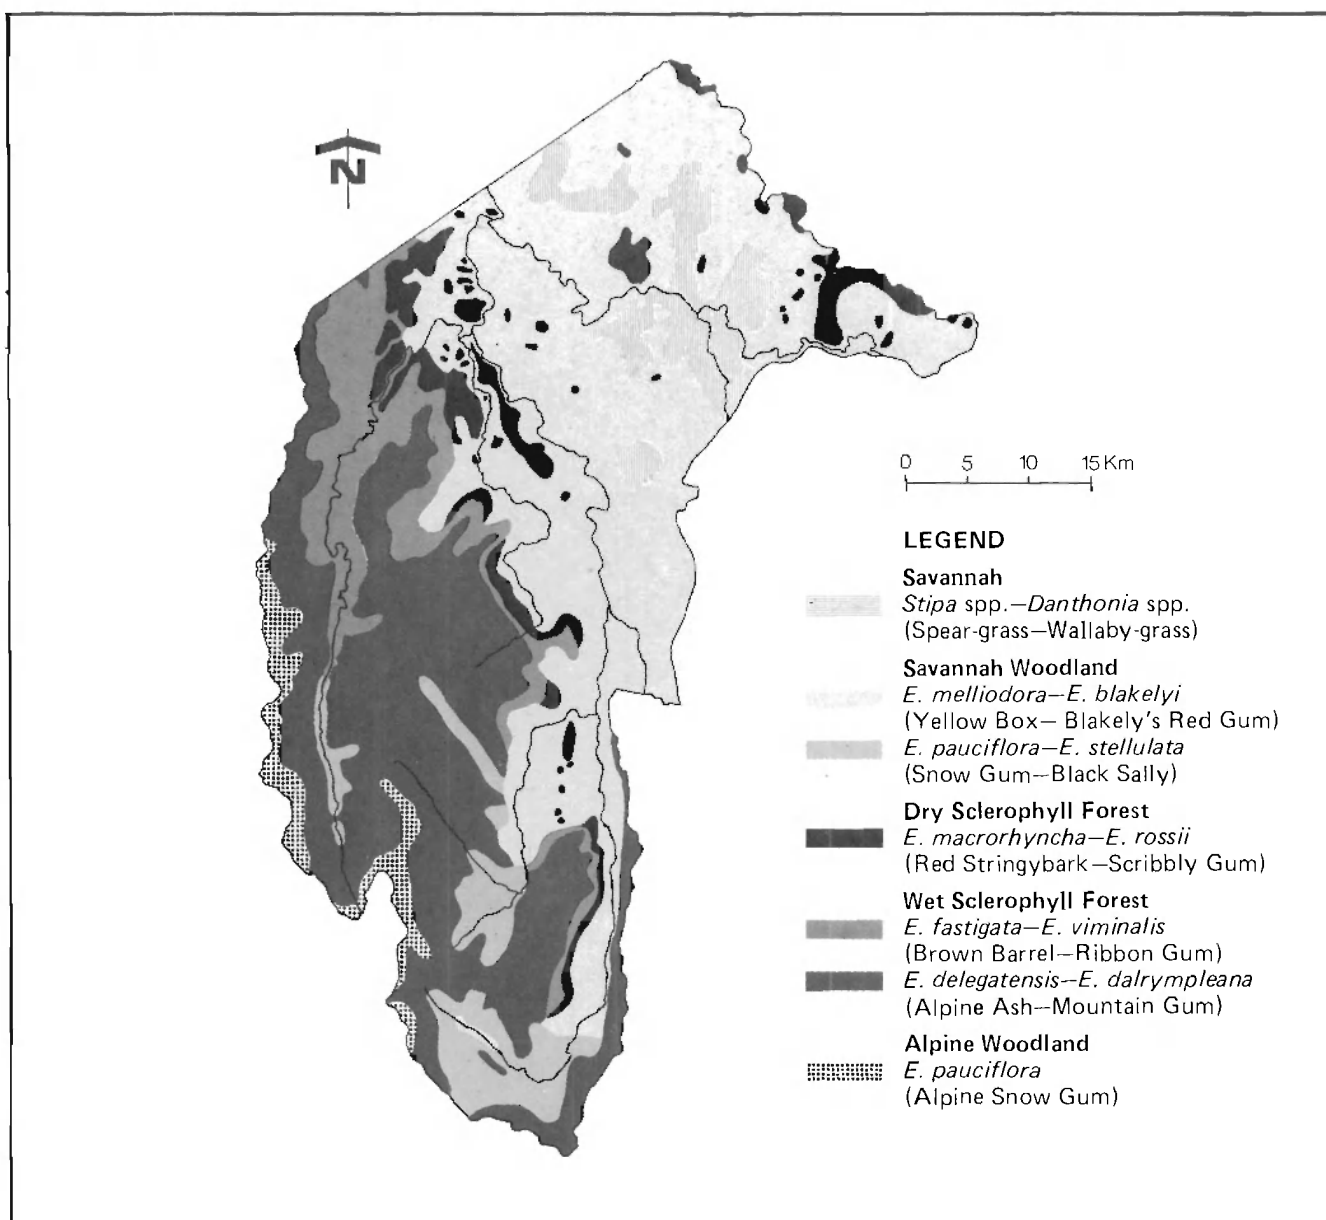 N
0 5 10 15 Km
LEGEND
Savannah
Stipa spp.—Danthonia spp.
(Spear-grass—Wallaby-grass)
Savannah Woodland
E. melliodora—E. blakelyi
(Yellow Box— Blakely's Red Gum)
E. pauciflora—E. stellulata
(Snow Gum—Black Sally)
Dry Sclerophyll Forest
E. macrorhyncha—E. rossii
(Red Stringybark—Scribbly Gum)
Wet Sclerophyll Forest
E. fastigata—E. viminalis
(Brown Barrel—Ribbon Gum)
E. delegatensis—E. dalrympleana
(Alpine Ash—Mountain Gum)
Alpine Woodland
E. pauciflora
(Alpine Snow Gum)